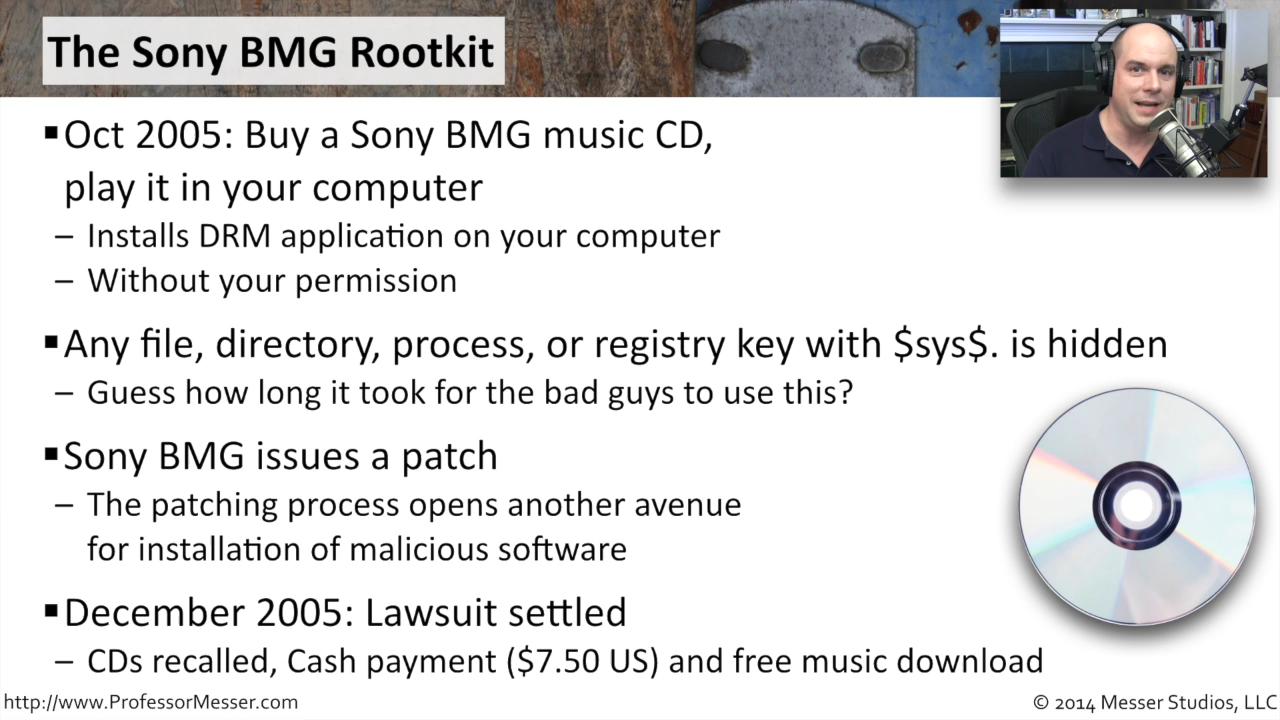 The Sony BMG Rootkit
▪Oct 2005: Buy a Sony BMG music CD,
play it in your computer
– Installs DRM application on your computer
– Without your permission
▪Any file, directory, process, or registry key with $sys$. is hidden
– Guess how long it took for the bad guys to use this?
▪Sony BMG issues a patch
– The patching process opens another avenue
for installation of malicious software
▪December 2005: Lawsuit settled
– CDs recalled, Cash payment ($7.50 US) and free music download
http://www.ProfessorMesser.com
© 2014 Messer Studios, LLC